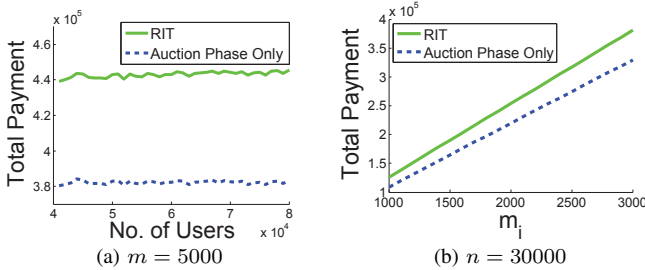 x 10^5
RIT
Auction Phase Only
4.6
4.4
4.2
4
3.8
Total Payment
4 5 6 7 8
No. of Users x 10^4
(a) m = 5000
x 10^5
RIT
Auction Phase Only
4
3.5
3
2.5
2
1.5
1
Total Payment
1000 1500 2000 2500 3000
m_i
(b) n = 30000